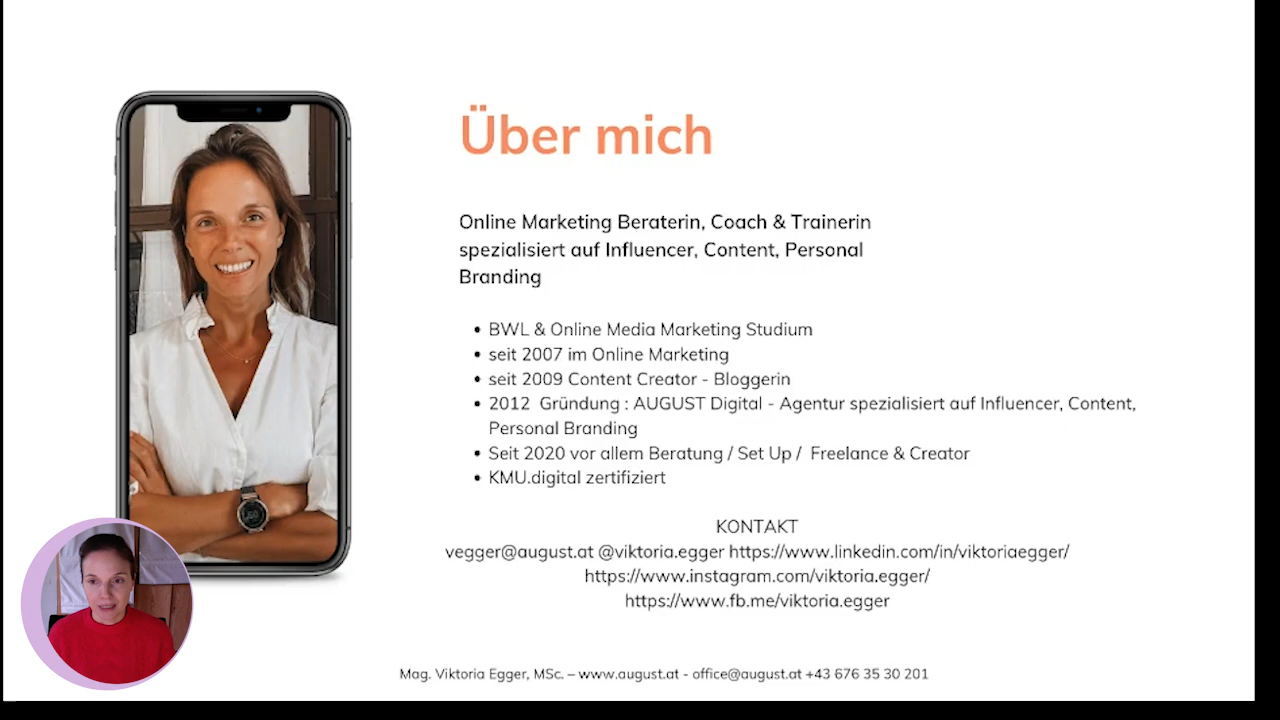 Über mich
Online Marketing Beraterin, Coach & Trainerin
spezialisiert auf Influencer, Content, Personal
Branding
• BWL & Online Media Marketing Studium
• seit 2007 im Online Marketing
• seit 2009 Content Creator - Bloggerin
• 2012  Gründung : AUGUST Digital - Agentur spezialisiert auf Influencer, Content,
Personal Branding
• Seit 2020 vor allem Beratung / Set Up /  Freelance & Creator
• KMU.digital zertifiziert
KONTAKT
vegger@august.at @viktoria.egger https://www.linkedin.com/in/viktoriaegger/
https://www.instagram.com/viktoria.egger/
https://www.fb.me/viktoria.egger
Mag. Viktoria Egger, MSc. – www.august.at - office@august.at +43 676 35 30 201